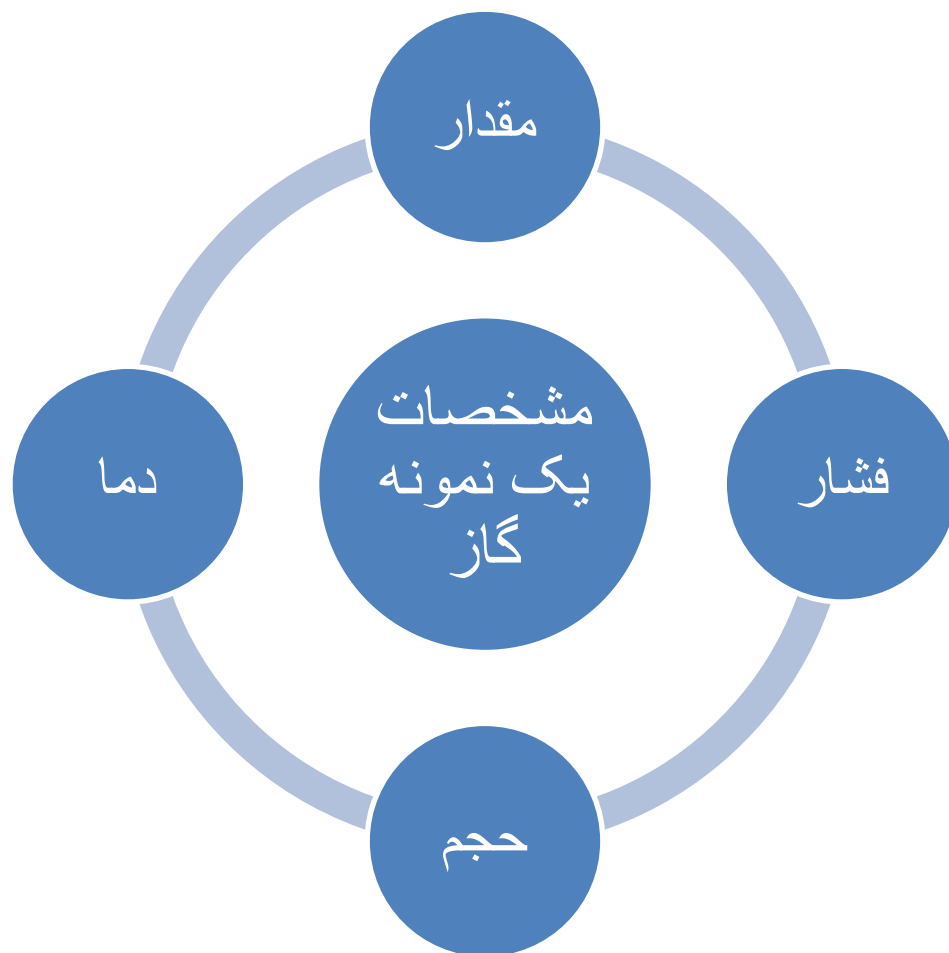 مقدار
مشخصات
یک نمونه
گاز
فشار
حجم
دما